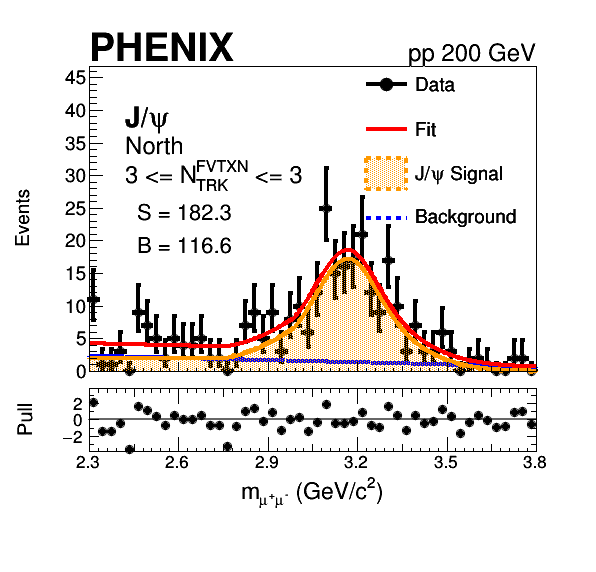 PHENIX pp 200 GeV
45
40
35
30
25
20
15
10
5
0
Events
J/ψ
North
3 <= N_TRK^FVTXN <= 3
S = 182.3
B = 116.6
Data
Fit
J/ψ Signal
Background
2
0
−2
Pull
2.3 2.6 2.9 3.2 3.5 3.8
m_μ⁺μ⁻ (GeV/c²)